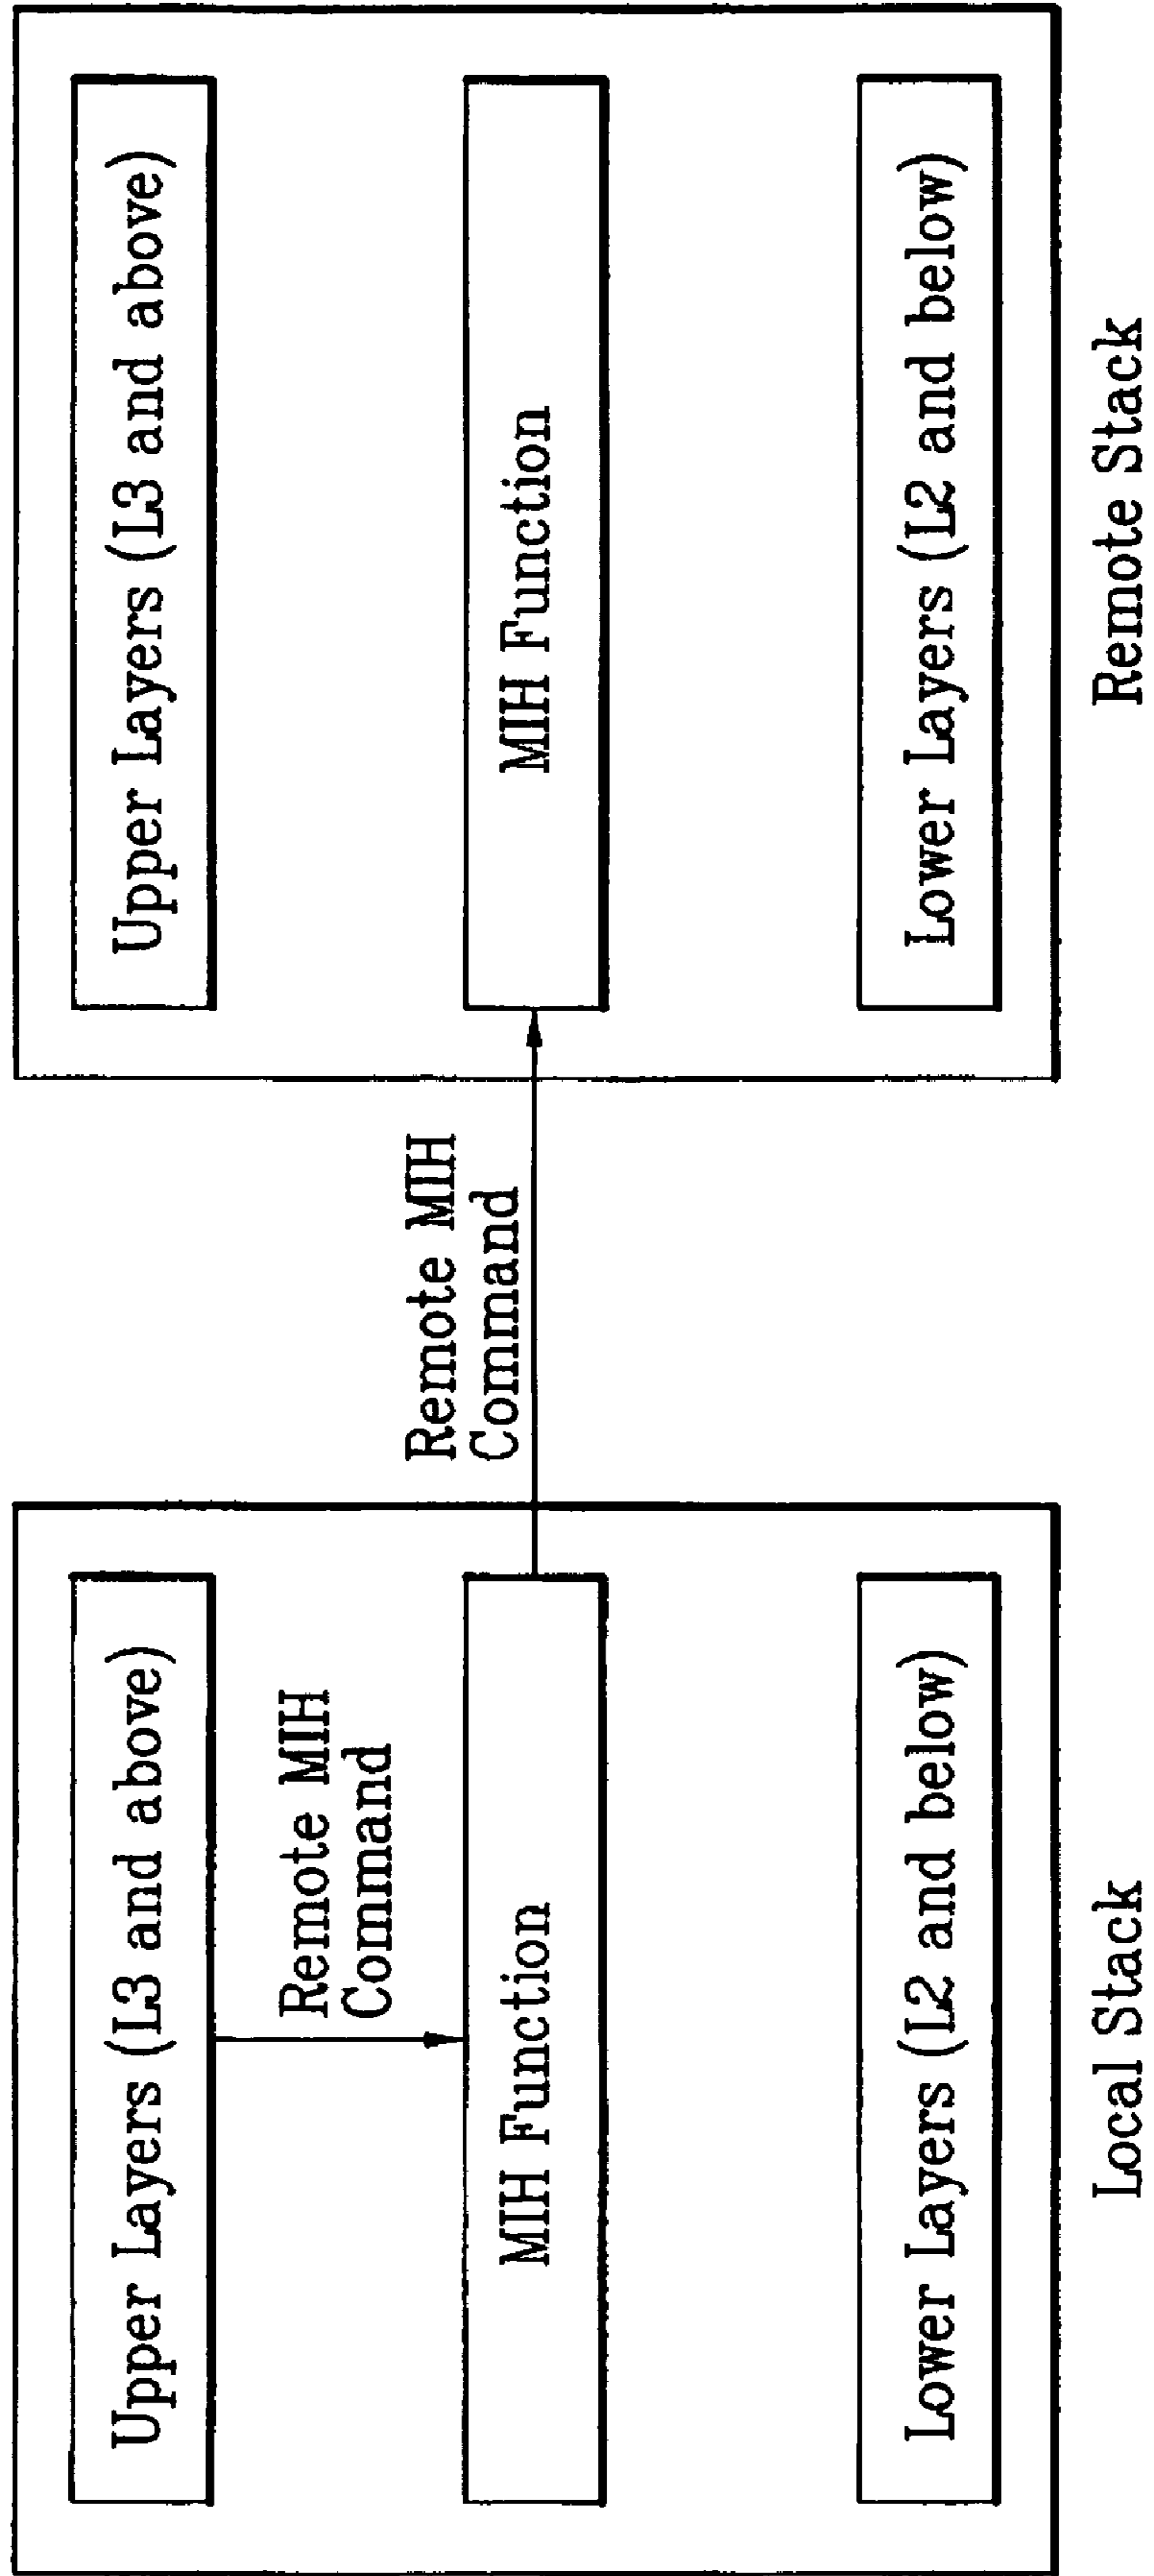 Upper Layers (L3 and above)
Remote MIH
Command
MIH Function
Lower Layers (L2 and below)
Local Stack
Remote MIH
Command
Upper Layers (L3 and above)
MIH Function
Lower Layers (L2 and below)
Remote Stack